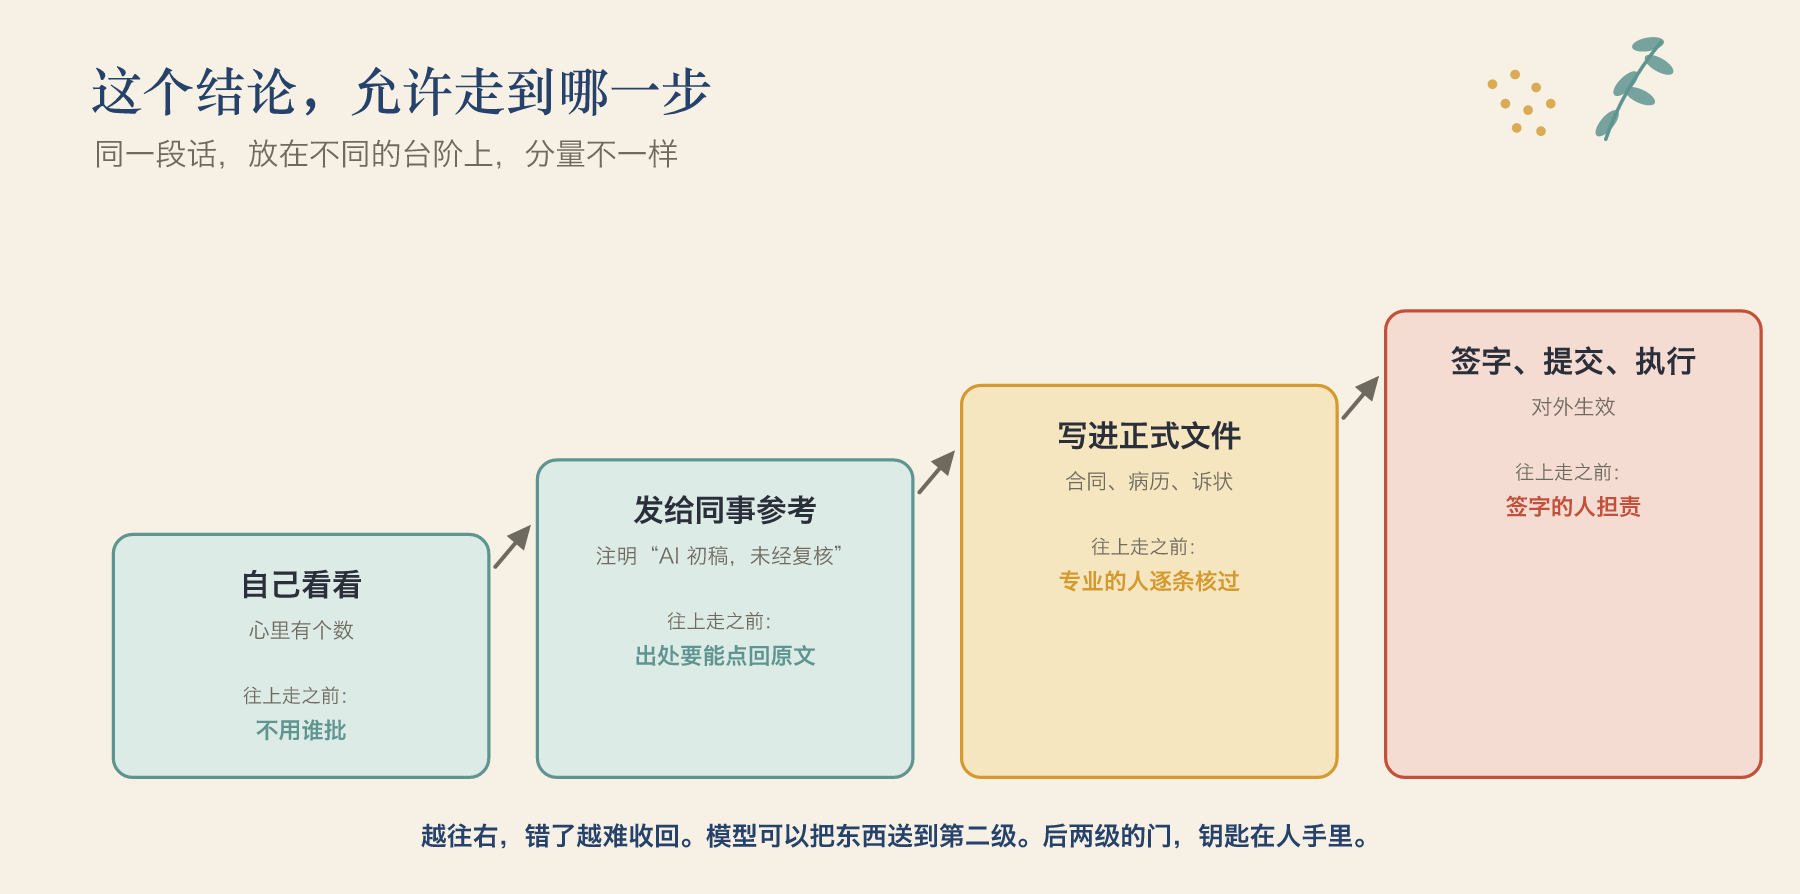 这个结论，允许走到哪一步
同一段话，放在不同的台阶上，分量不一样
自己看看
心里有个数
往上走之前：
不用谁批
发给同事参考
注明“AI 初稿，未经复核”
往上走之前：
出处要能点回原文
写进正式文件
合同、病历、诉状
往上走之前：
专业的人逐条核过
签字、提交、执行
对外生效
往上走之前：
签字的人担责
越往右，错了越难收回。模型可以把东西送到第二级。后两级的门，钥匙在人手里。